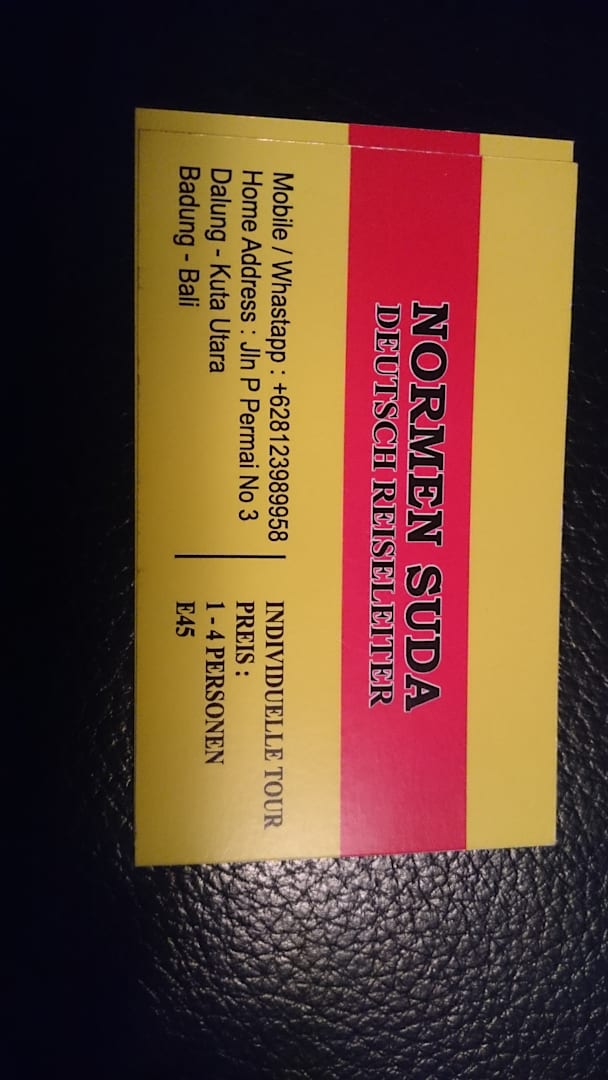 NORMEN SUDA
DEUTSCH REISELEITER
Mobile / Whastapp : +628123989958
Home Address : Jln P Permai No 3
Dalung - Kuta Utara
Badung - Bali
INDIVIDUELLE TOUR
PREIS :
1 - 4 PERSONEN
E45